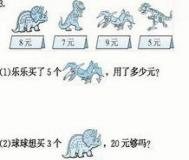 3.
8元 7元 9元 5元
(1)乐乐买了5个 ,用了多少元?
(2)球球想买3个 ,20元够吗?